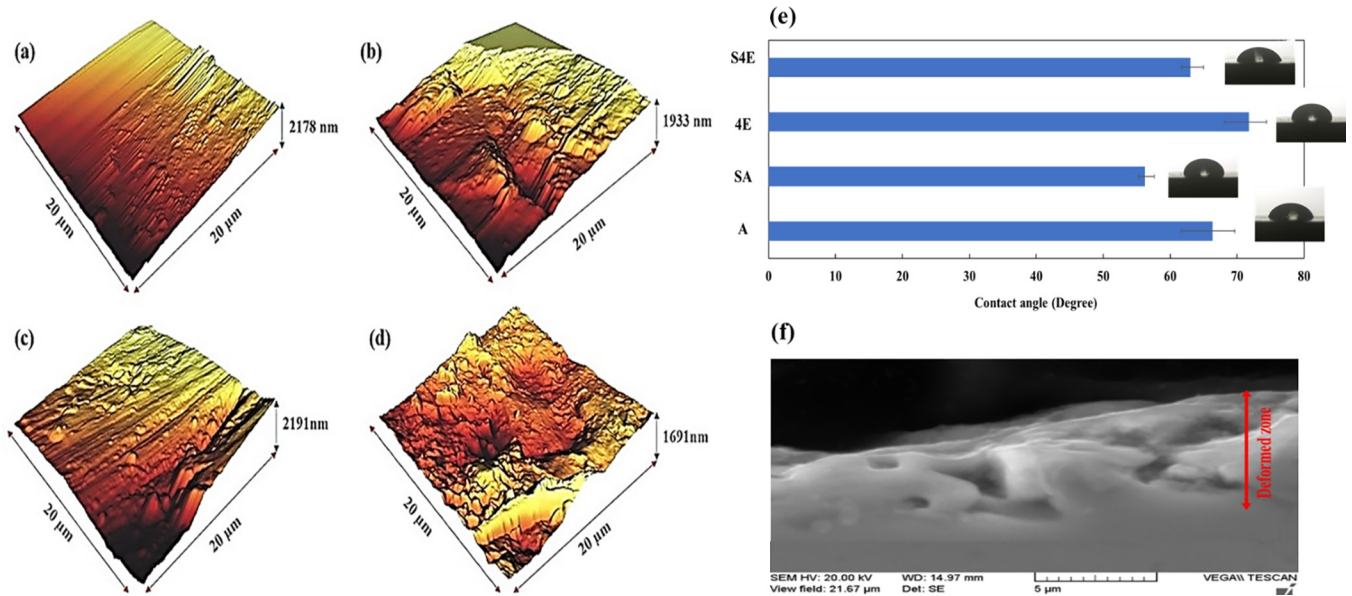 (a)
2178 nm
20 μm
20 μm
(b)
1933 nm
20 μm
20 μm
(c)
2191nm
20 μm
20 μm
(d)
1691nm
20 μm
20 μm
(e)
S4E
4E
SA
A
0 10 20 30 40 50 60 70 80
Contact angle (Degree)
(f)
Deformed zone
SEM HV: 20.00 kV WD: 14.97 mm VEGA\\ TESCAN
View field: 21.67 μm Det: SE 5 μm